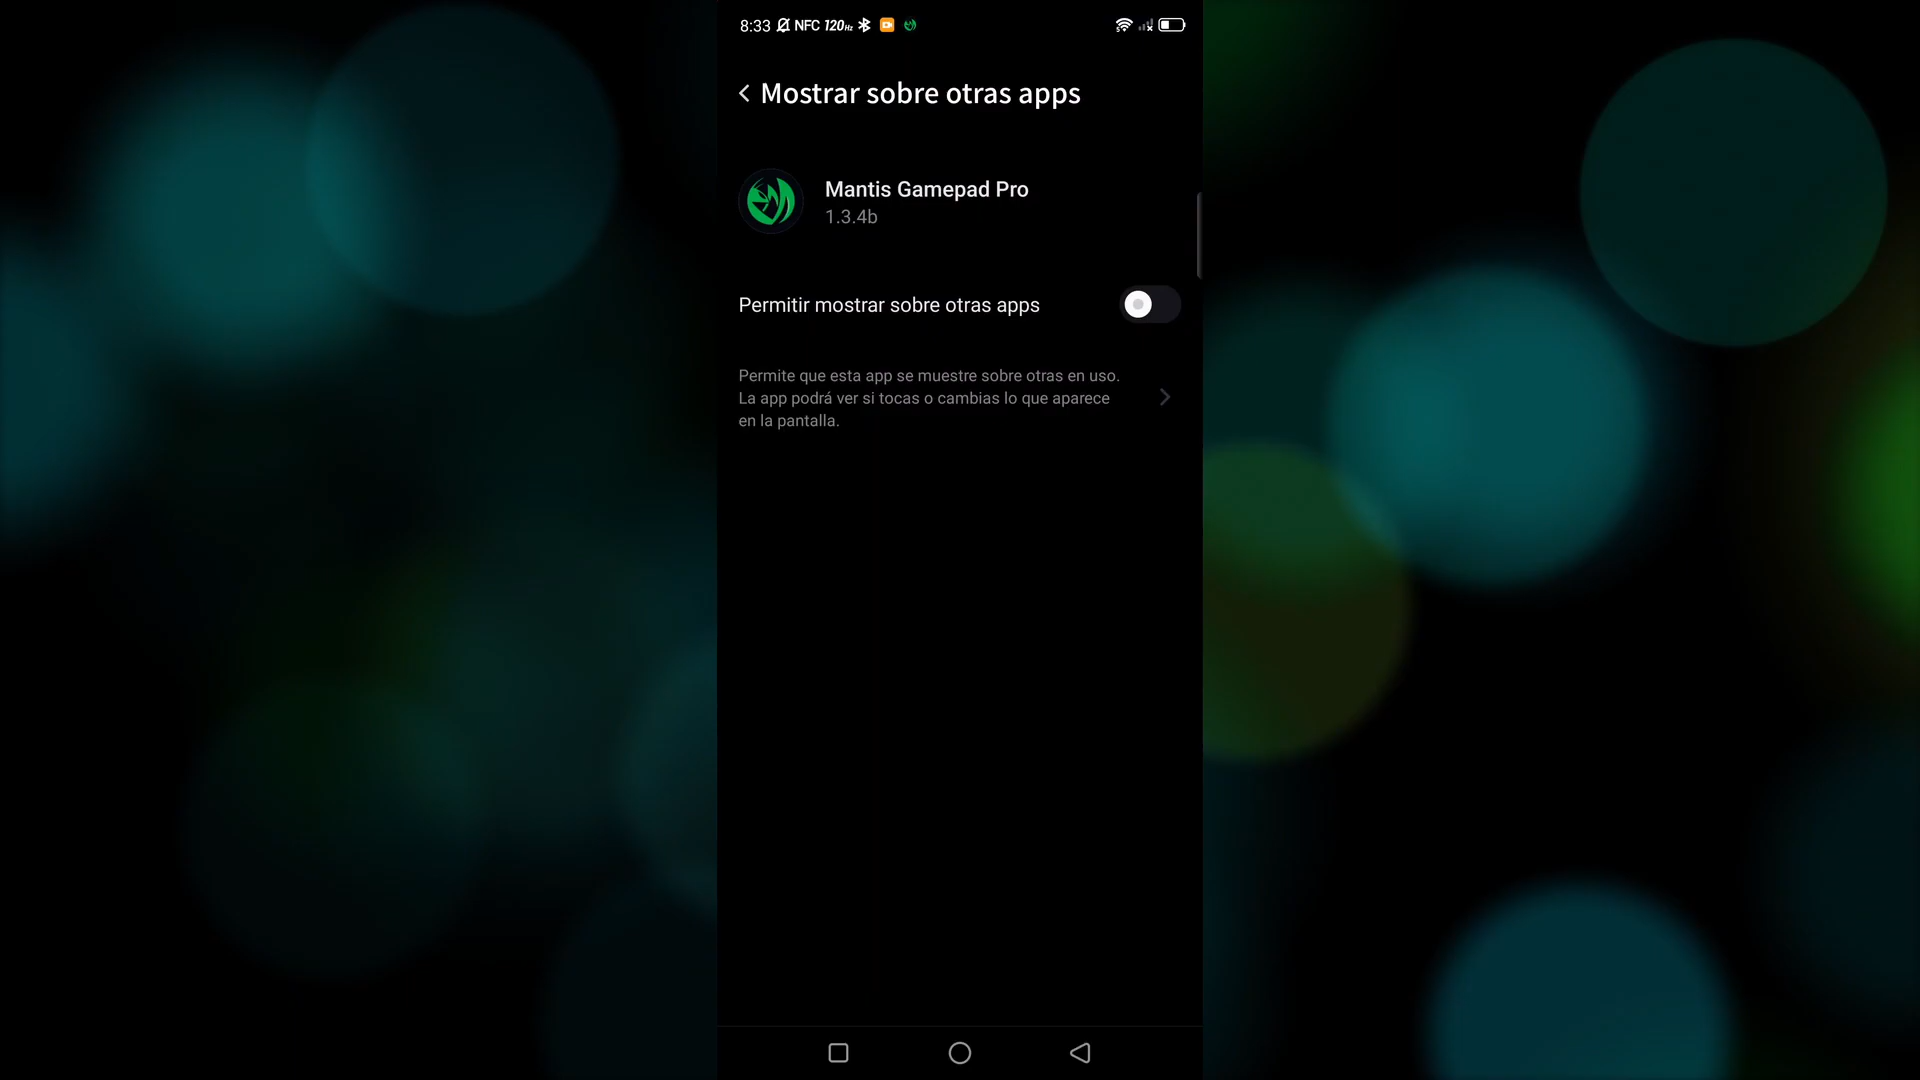 8:33 NFC 120Hz
Mostrar sobre otras apps
Mantis Gamepad Pro
1.3.4b
Permitir mostrar sobre otras apps
Permite que esta app se muestre sobre otras en uso.
La app podrá ver si tocas o cambias lo que aparece
en la pantalla.